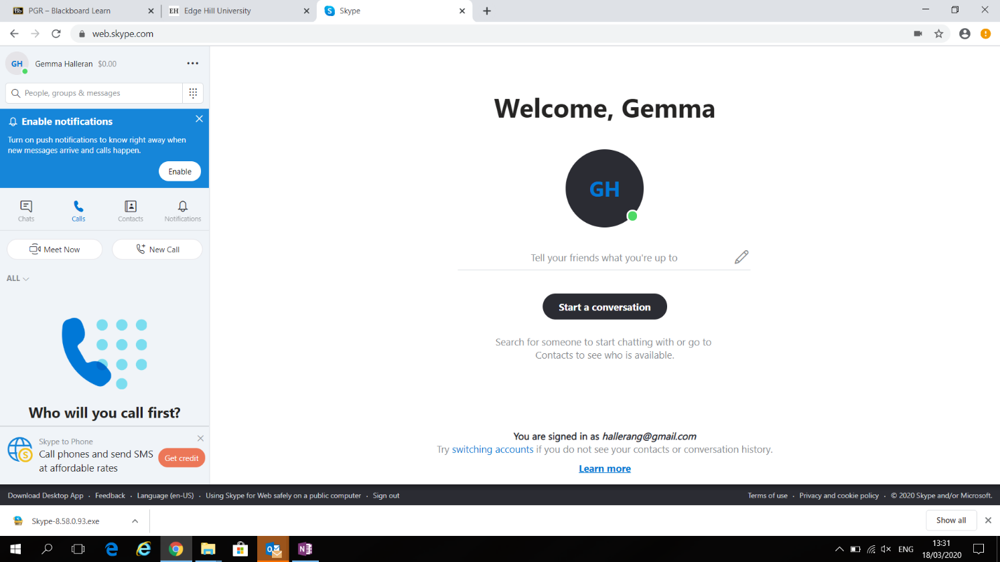 PGR – Blackboard Learn
EH Edge Hill University
Skype
web.skype.com
GH Gemma Halleran $0.00
People, groups & messages
Enable notifications
Turn on push notifications to know right away when
new messages arrive and calls happen.
Enable
Chats Calls Contacts Notifications
Meet Now New Call
ALL
Who will you call first?
Skype to Phone
Call phones and send SMS
at affordable rates
Get credit
Welcome, Gemma
GH
Tell your friends what you're up to
Start a conversation
Search for someone to start chatting with or go to
Contacts to see who is available.
You are signed in as hallerang@gmail.com
Try switching accounts if you do not see your contacts or conversation history.
Learn more
Download Desktop App · Feedback · Language (en-US) · Using Skype for Web safely on a public computer · Sign out
Terms of use · Privacy and cookie policy · © 2020 Skype and/or Microsoft.
Skype-8.58.0.93.exe
Show all
ENG
13:31
18/03/2020